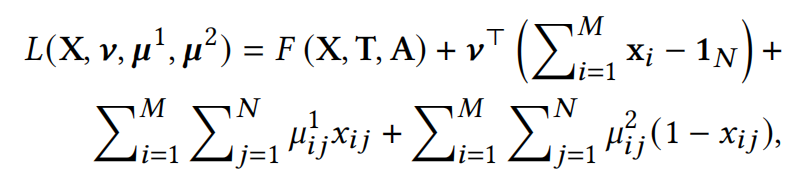 L(X, ν, μ¹, μ²) = F (X, T, A) + ν⊤ (∑_{i=1}^{M} x_i − 1_N) +
∑_{i=1}^{M} ∑_{j=1}^{N} μ¹_{ij} x_{ij} + ∑_{i=1}^{M} ∑_{j=1}^{N} μ²_{ij} (1 − x_{ij}),